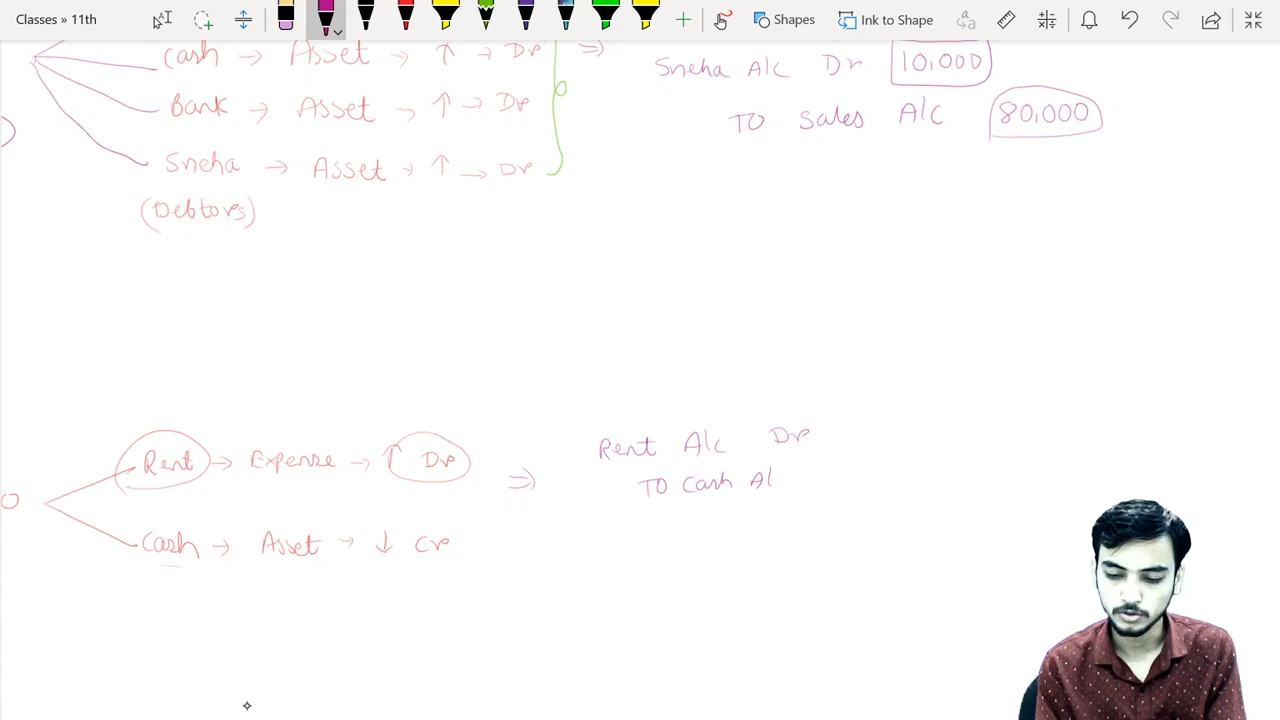 Classes » 11th
Shapes
Ink to Shape
Cash → Asset → ↑ → Dr ⇒
Sneha A/c Dr 10,000
Bank → Asset → ↑ → Dr
TO Sales A/c 80,000
Sneha → Asset → ↑ → Dr
(Debtors)
Rent → Expense → ↑ Dr ⇒ Rent A/c Dr
TO Cash A/
Cash → Asset → ↓ Cr